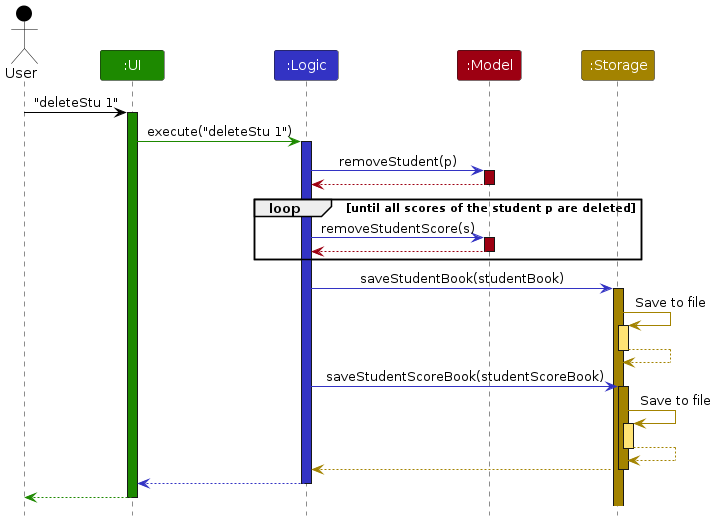 User
:UI
:Logic
:Model
:Storage
"deleteStu 1"
execute("deleteStu 1")
removeStudent(p)
loop [until all scores of the student p are deleted]
removeStudentScore(s)
saveStudentBook(studentBook)
Save to file
saveStudentScoreBook(studentScoreBook)
Save to file